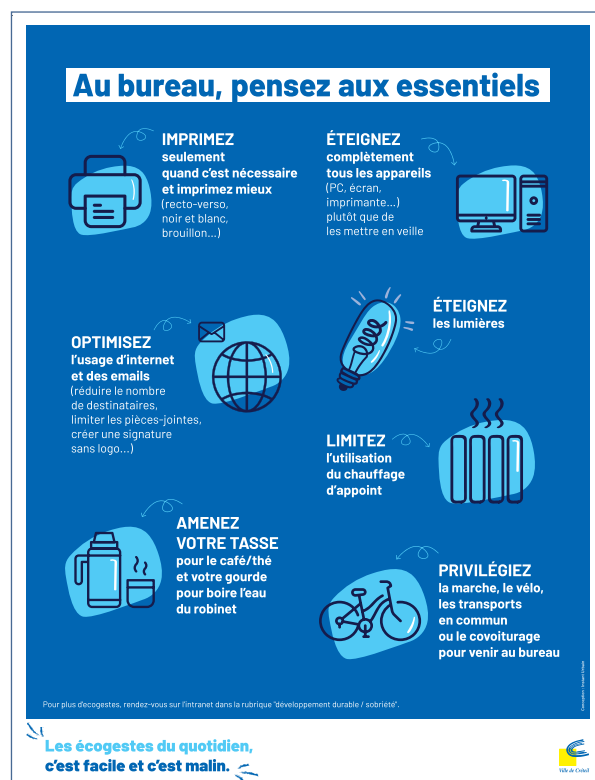 Au bureau, pensez aux essentiels
IMPRIMEZ
seulement
quand c'est nécessaire
et imprimez mieux
(recto-verso,
noir et blanc,
brouillon...)
ÉTEIGNEZ
complètement
tous les appareils
(PC, écran,
imprimante...)
plutôt que de
les mettre en veille
OPTIMISEZ
l'usage d'internet
et des emails
(réduire le nombre
de destinataires,
limiter les pièces-jointes,
créer une signature
sans logo...)
ÉTEIGNEZ
les lumières
LIMITEZ
l'utilisation
du chauffage
d'appoint
AMENEZ
VOTRE TASSE
pour le café/thé
et votre gourde
pour boire l'eau
du robinet
PRIVILÉGIEZ
la marche, le vélo,
les transports
en commun
ou le covoiturage
pour venir au bureau
Pour plus d'ecogestes, rendez-vous sur l'intranet dans la rubrique "développement durable / sobriété".
Les écogestes du quotidien,
c'est facile et c'est malin.
Ville de Créteil